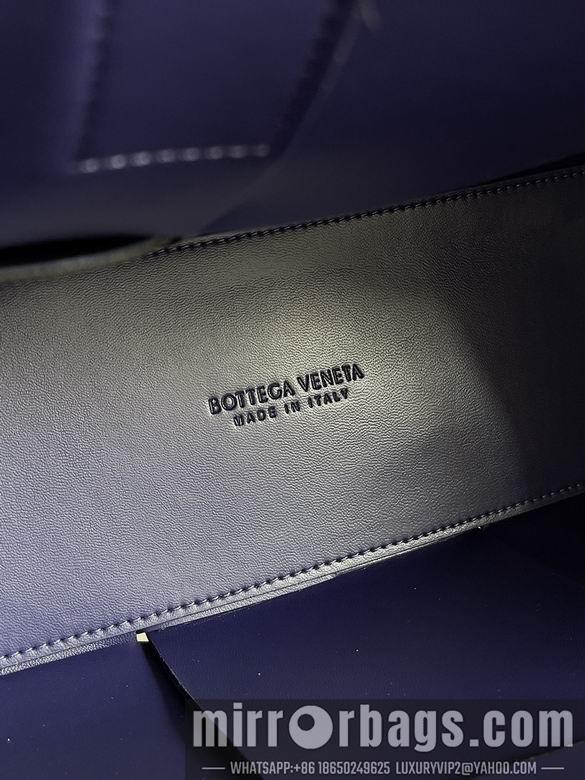 BOTTEGA VENETA
MADE IN ITALY
mirrorbags.com
WHATSAPP:+86 18650249625 LUXURYVIP2@YAHOO.COM